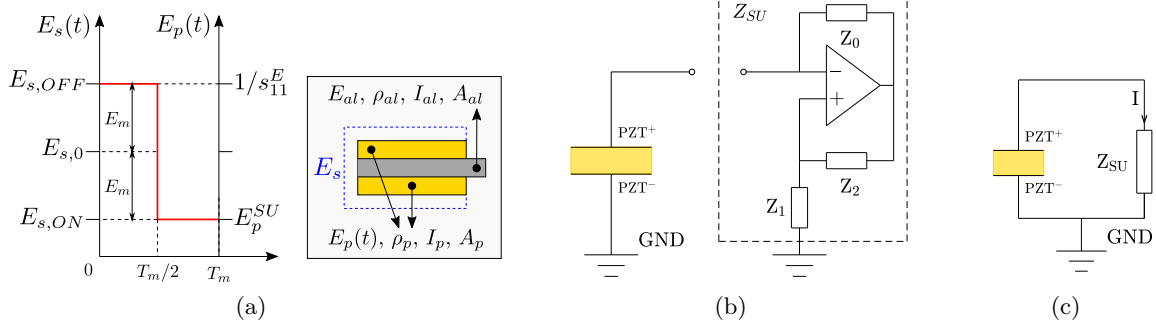 E_s(t) E_p(t)
E_{s,OFF} 1/s_{11}^E
E_m
E_{s,0}
E_m
E_{s,ON} E_p^{SU}
0 T_m/2 T_m
E_{al}, ρ_{al}, I_{al}, A_{al}
E_s
E_p(t), ρ_p, I_p, A_p
(a)
Z_{SU}
Z_0
−
+
PZT^+
PZT^−
Z_2
Z_1
GND
(b)
I
PZT^+
Z_{SU}
PZT^−
GND
(c)